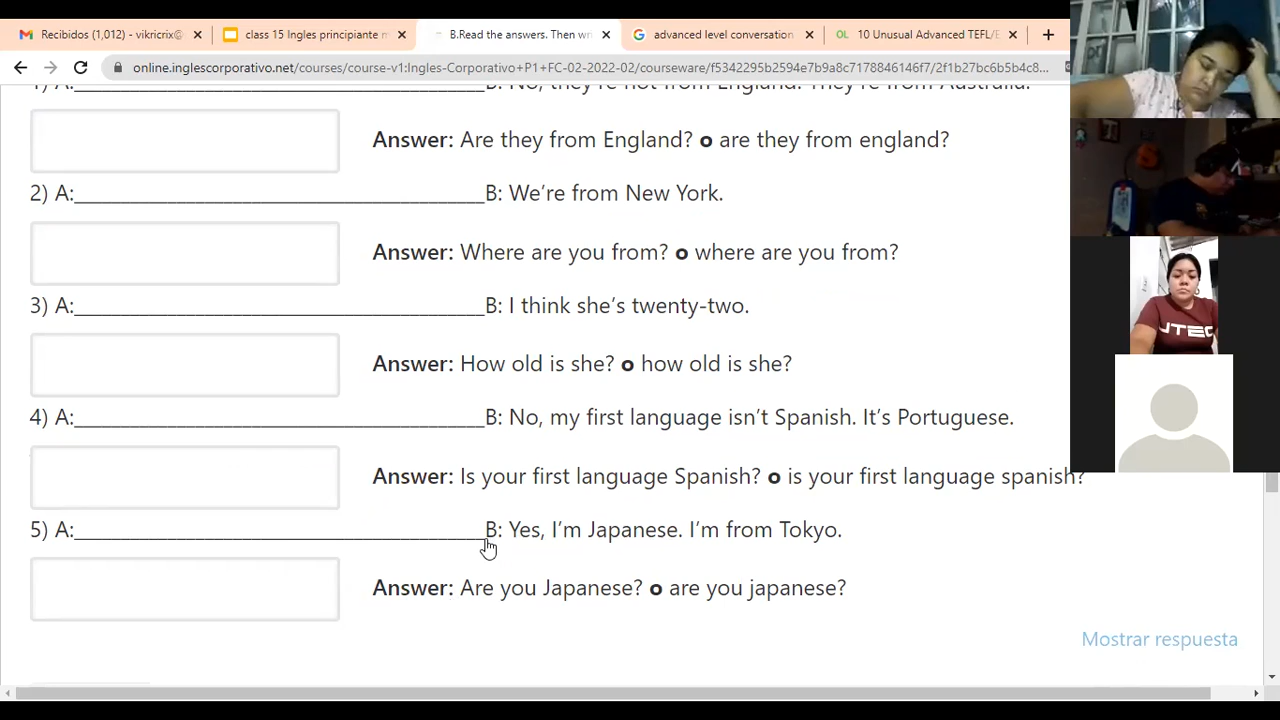 Recibidos (1,012) - vikricrix@
class 15 Ingles principiante m
B.Read the answers. Then wr
advanced level conversation
10 Unusual Advanced TEFL/E
online.inglescorporativo.net/courses/course-v1:Ingles-Corporativo+P1+FC-02-2022-02/courseware/f5342295b2594e7b9a8c7178846146f7/2f1b27bc6b5b4c8...
1) A:_________________________________________B: No, they're not from England. They're from Australia.
Answer: Are they from England? o are they from england?
2) A:_________________________________________B: We're from New York.
Answer: Where are you from? o where are you from?
3) A:_________________________________________B: I think she's twenty-two.
Answer: How old is she? o how old is she?
4) A:_________________________________________B: No, my first language isn't Spanish. It's Portuguese.
Answer: Is your first language Spanish? o is your first language spanish?
5) A:_________________________________________B: Yes, I'm Japanese. I'm from Tokyo.
Answer: Are you Japanese? o are you japanese?
Mostrar respuesta